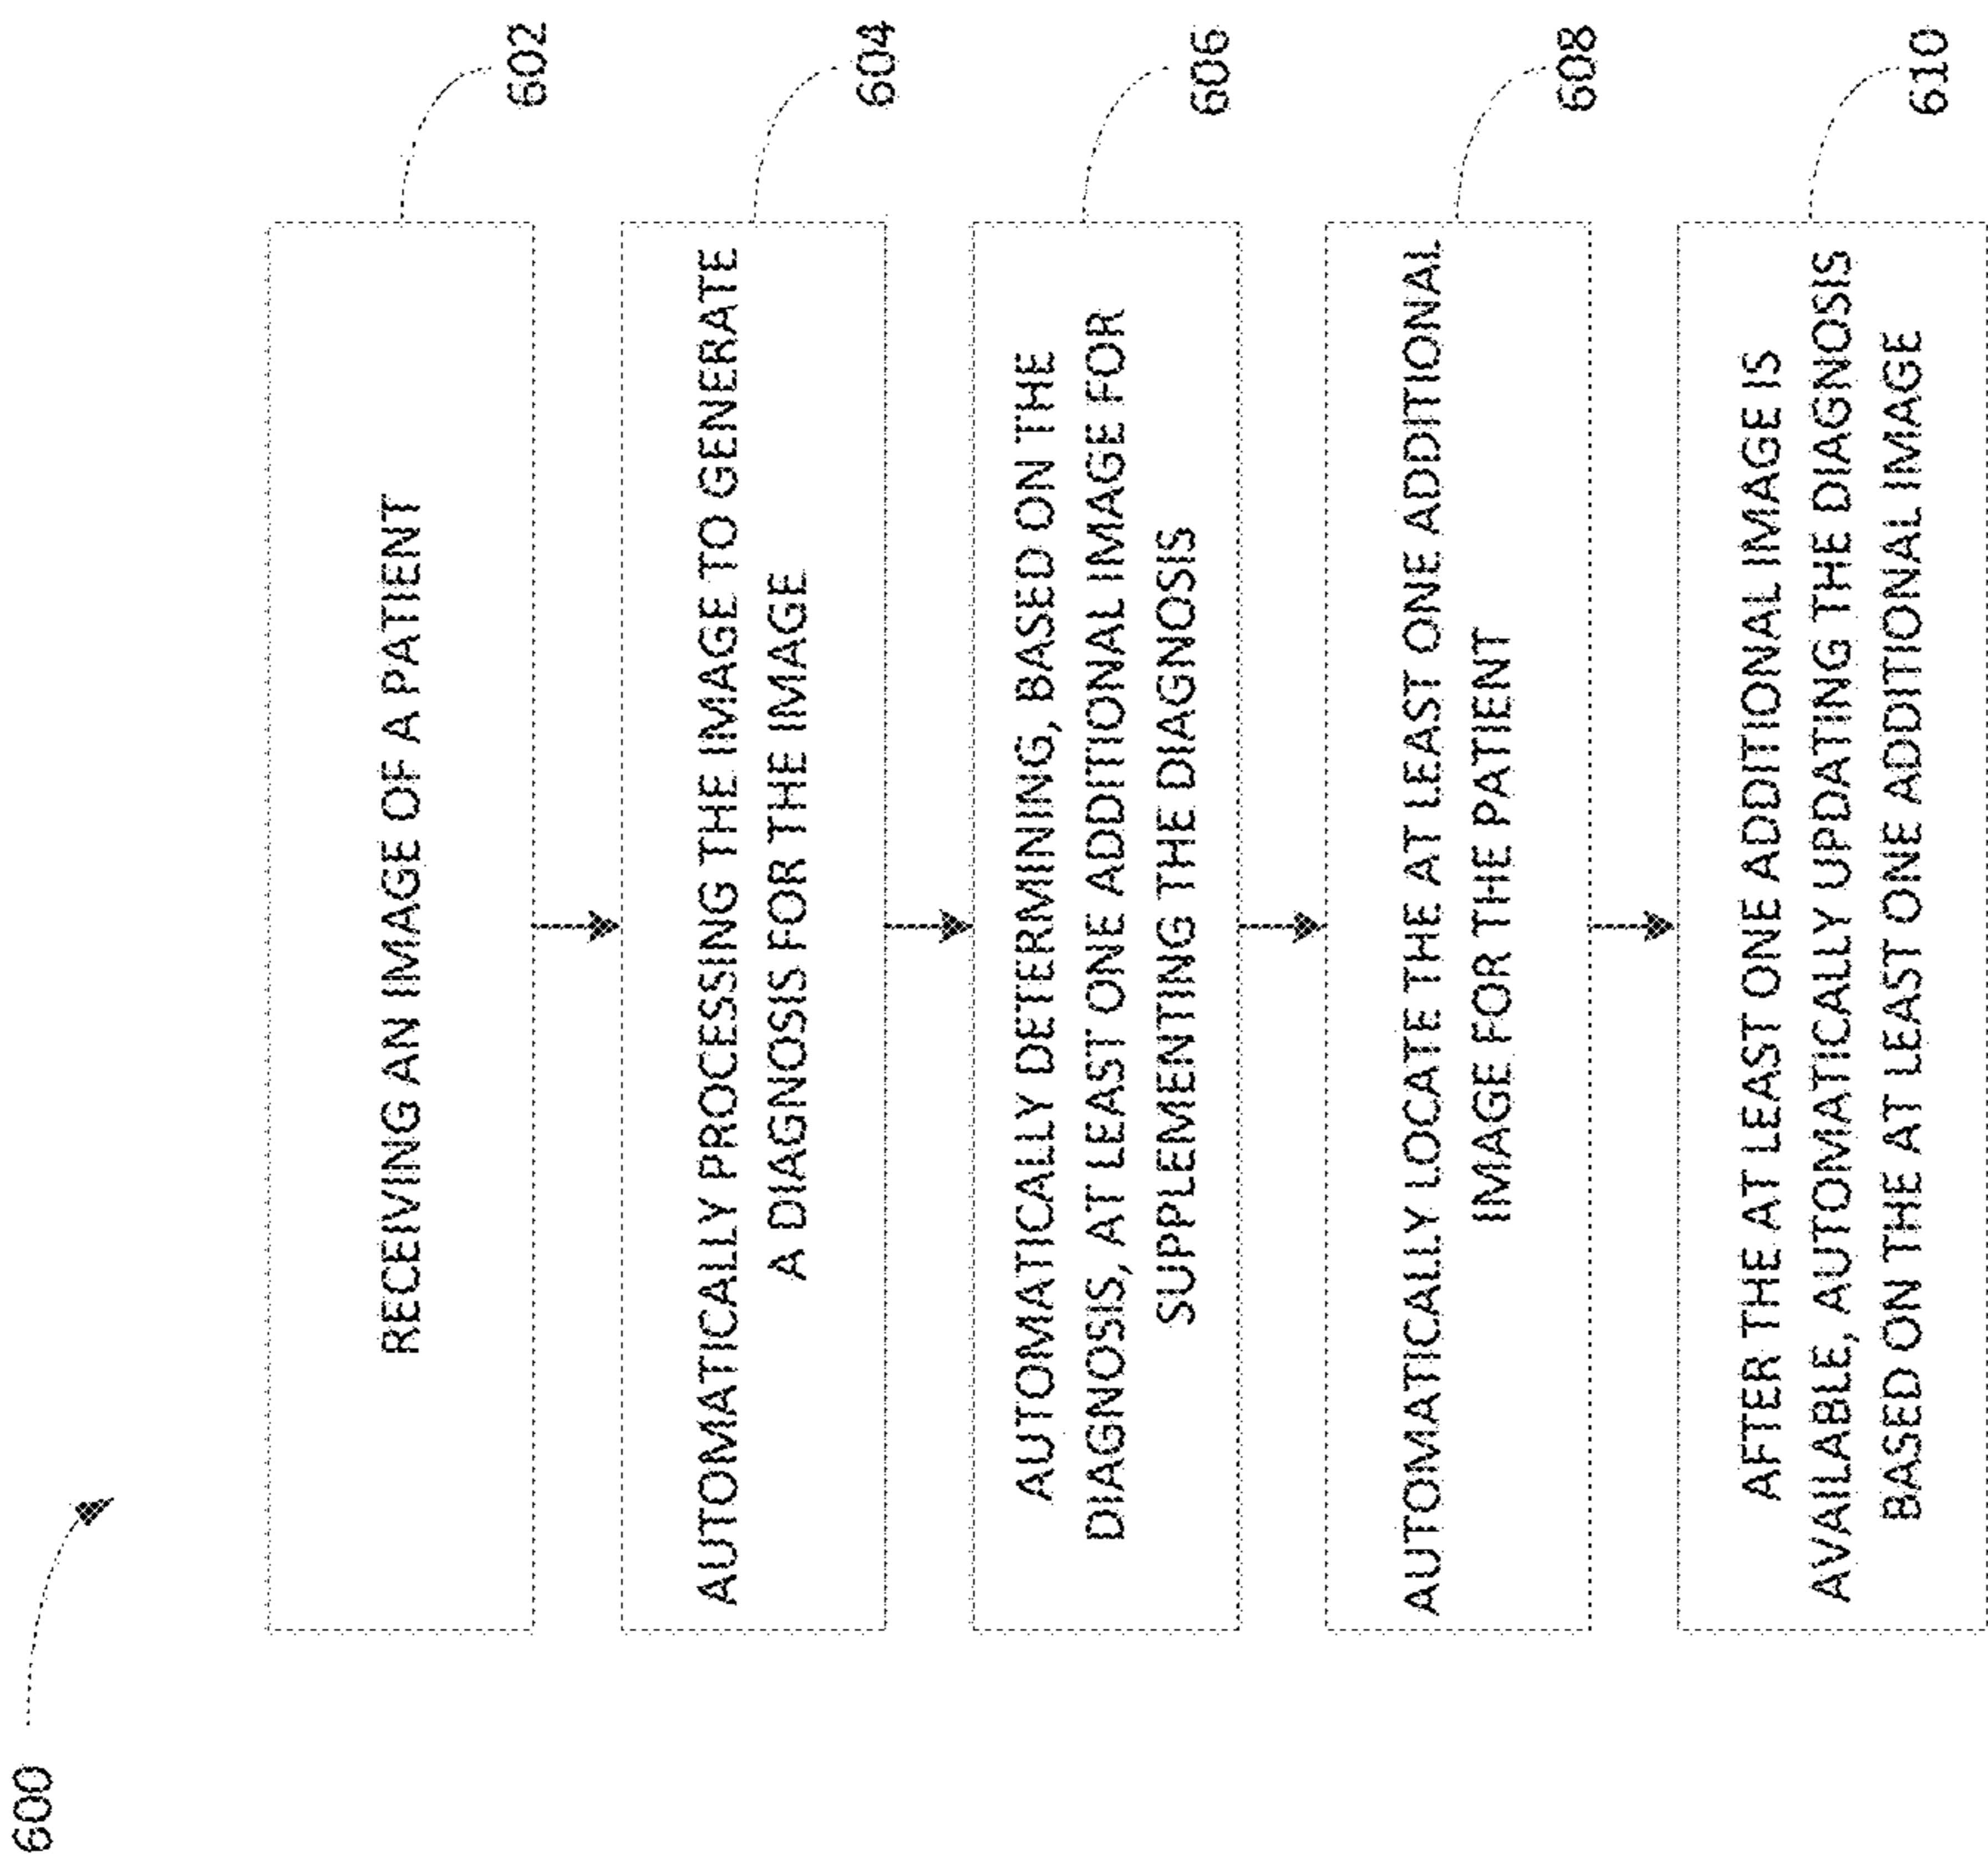 600
RECEIVING AN IMAGE OF A PATIENT
602
AUTOMATICALLY PROCESSING THE IMAGE TO GENERATE
A DIAGNOSIS FOR THE IMAGE
604
AUTOMATICALLY DETERMINING, BASED ON THE
DIAGNOSIS, AT LEAST ONE ADDITIONAL IMAGE FOR
SUPPLEMENTING THE DIAGNOSIS
606
AUTOMATICALLY LOCATE THE AT LEAST ONE ADDITIONAL
IMAGE FOR THE PATIENT
608
AFTER THE AT LEAST ONE ADDITIONAL IMAGE IS
AVAILABLE, AUTOMATICALLY UPDATING THE DIAGNOSIS
BASED ON THE AT LEAST ONE ADDITIONAL IMAGE
610